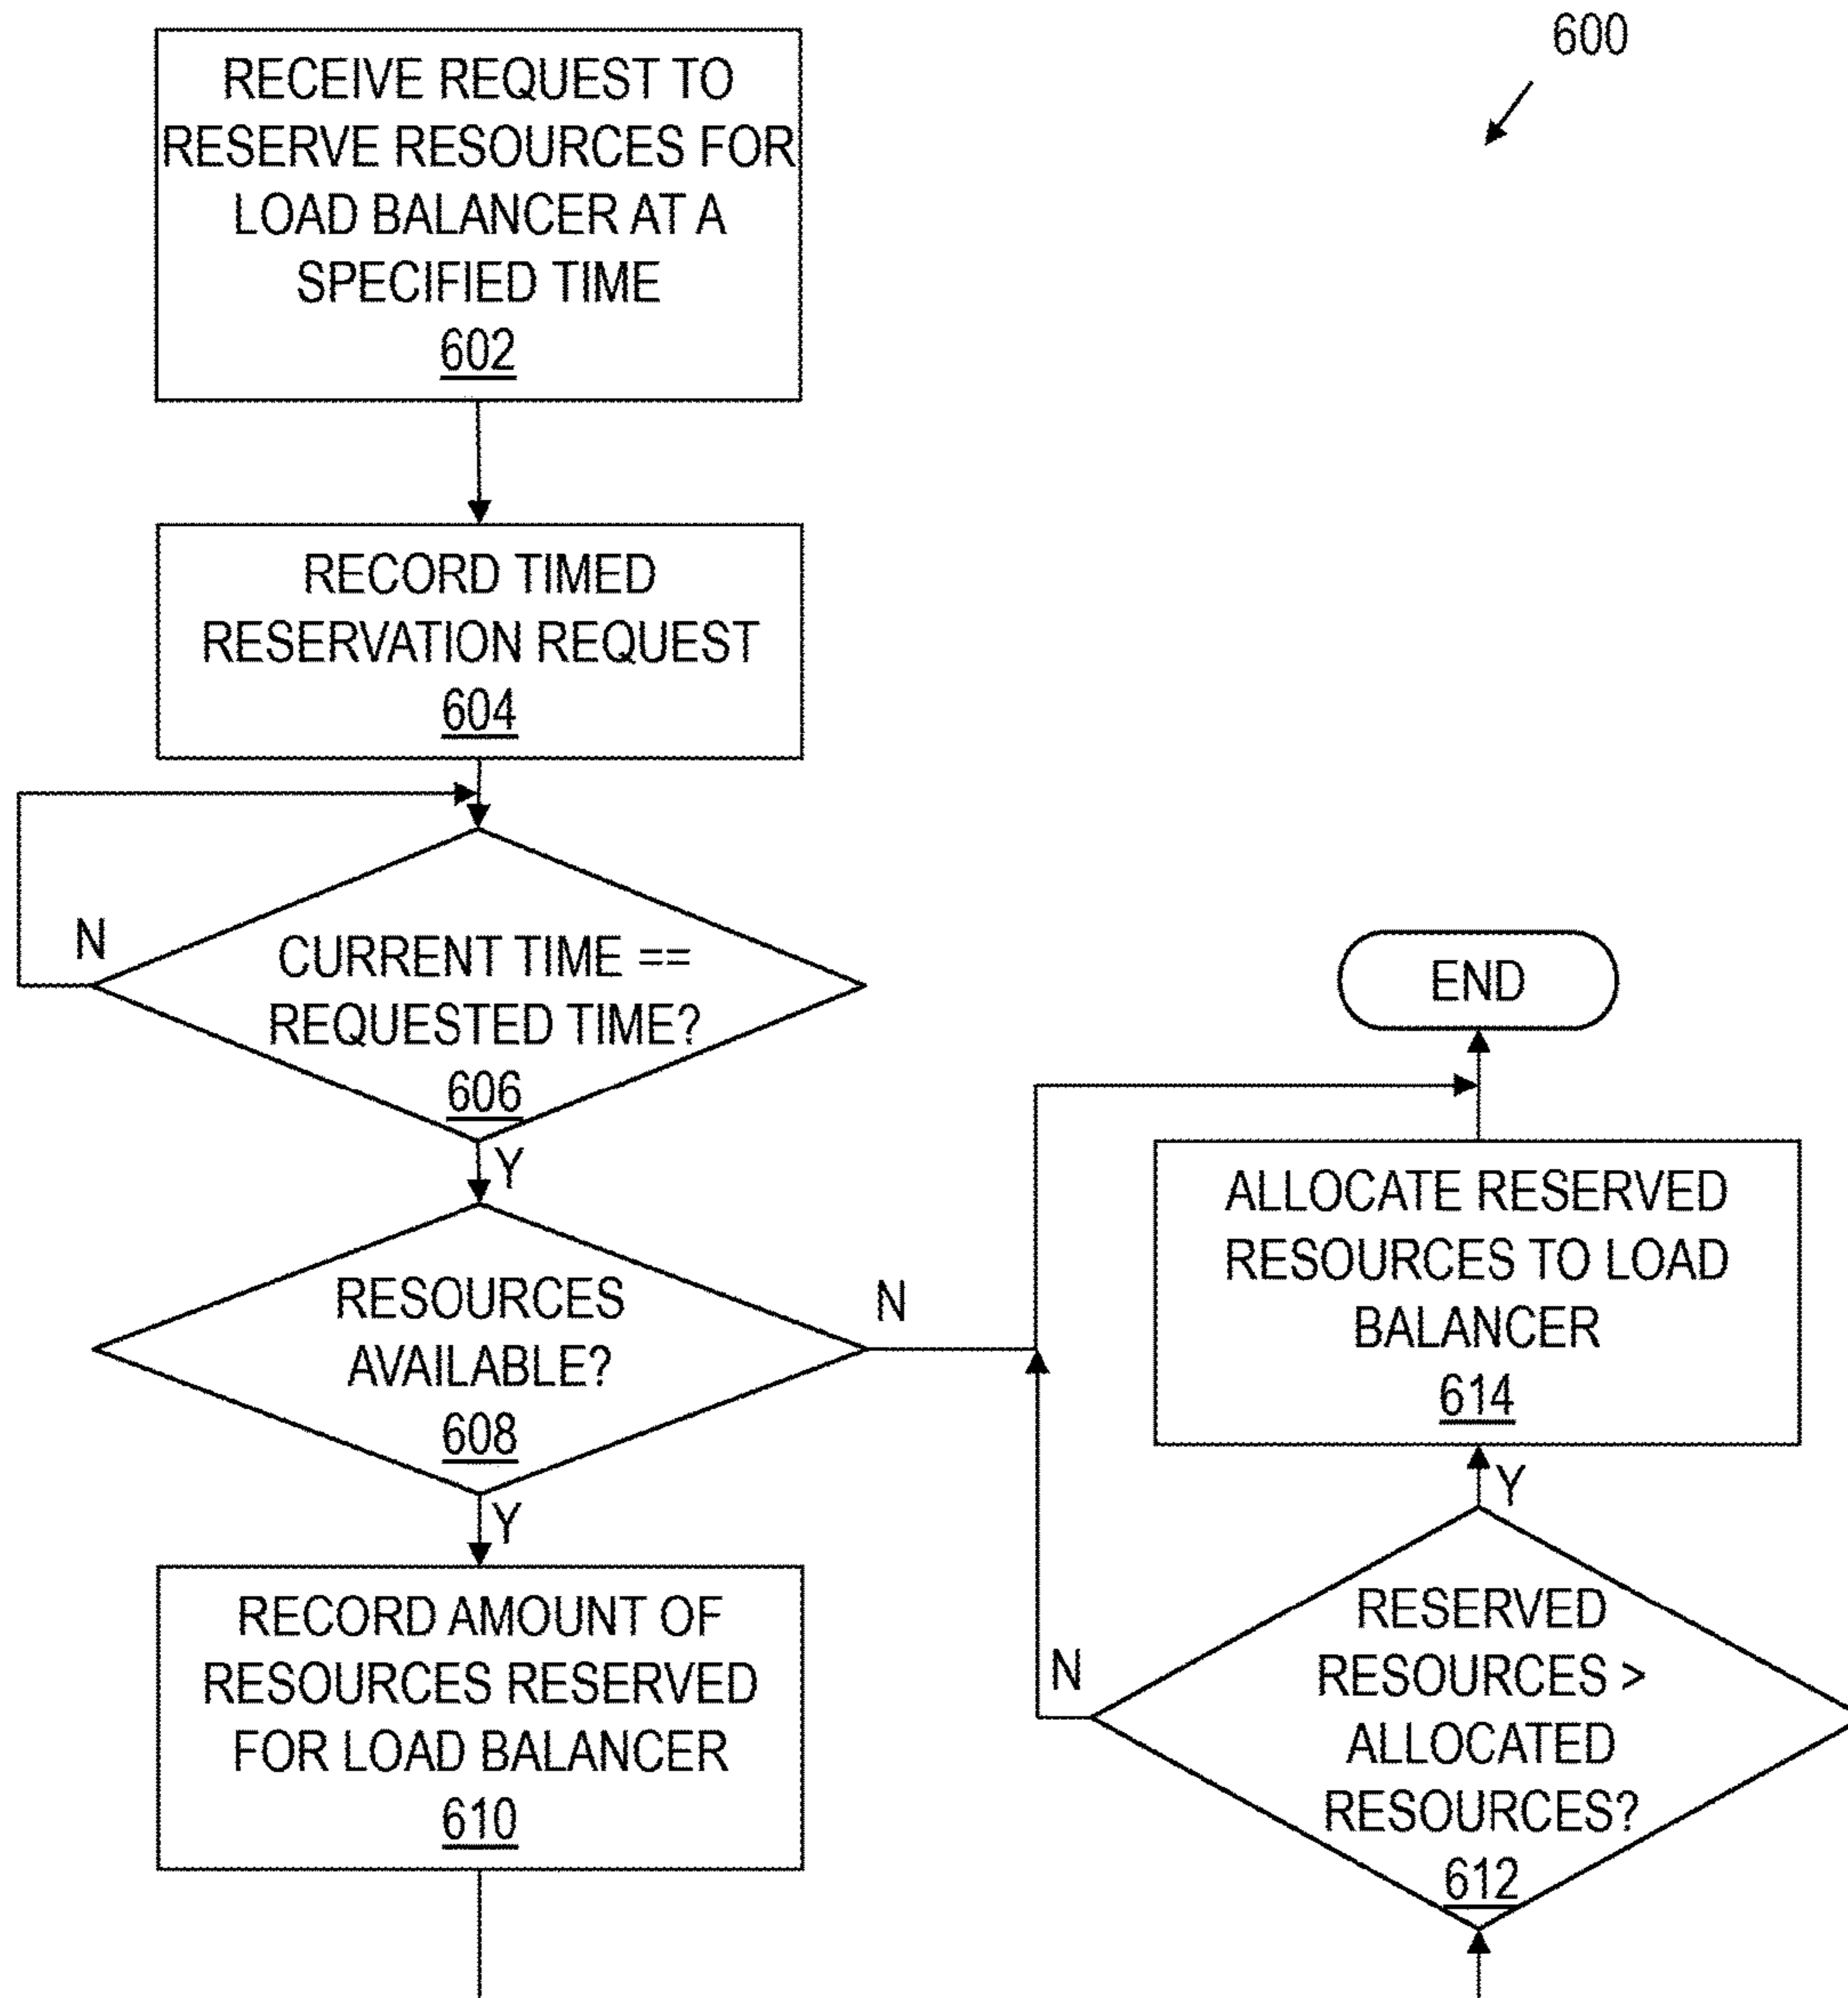 600
RECEIVE REQUEST TO
RESERVE RESOURCES FOR
LOAD BALANCER AT A
SPECIFIED TIME
602
RECORD TIMED
RESERVATION REQUEST
604
N
CURRENT TIME ==
REQUESTED TIME?
606
Y
RESOURCES
AVAILABLE?
608
N
Y
RECORD AMOUNT OF
RESOURCES RESERVED
FOR LOAD BALANCER
610
END
ALLOCATE RESERVED
RESOURCES TO LOAD
BALANCER
614
Y
RESERVED
RESOURCES >
ALLOCATED
RESOURCES?
612
N